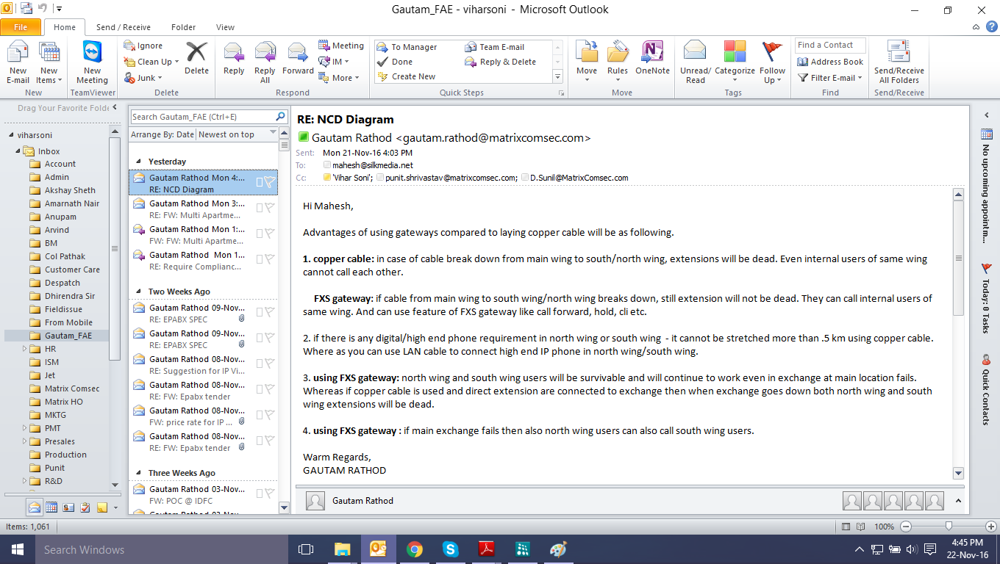 Gautam_FAE - viharsoni - Microsoft Outlook
File Home Send / Receive Folder View
New E-mail
New Items
New
New Meeting
TeamViewer
Ignore
Clean Up
Junk
Delete
Delete
Reply
Reply All
Forward
Meeting
IM
More
Respond
To Manager
Team E-mail
Done
Reply & Delete
Create New
Quick Steps
Move
Rules
OneNote
Move
Unread/ Read
Categorize
Follow Up
Tags
Find a Contact
Address Book
Filter E-mail
Find
Send/Receive All Folders
Send/Receive
Drag Your Favorite Folde
viharsoni
Inbox
Account
Admin
Akshay Sheth
Amarnath Nair
Anupam
Arvind
BM
Col Pathak
Customer Care
Despatch
Dhirendra Sir
Fieldissue
From Mobile
Gautam_FAE
HR
ISM
Jet
Matrix Comsec
Matrix HO
MKTG
PMT
Presales
Production
Punit
R&D
Search Gautam_FAE (Ctrl+E)
Arrange By: Date Newest on top
Yesterday
Gautam Rathod Mon 4:...
RE: NCD Diagram
Gautam Rathod Mon 3:...
RE: FW: Multi Apartme...
Gautam Rathod Mon 1:...
FW: FW: Multi Apartme...
Gautam Rathod Mon 1...
RE: Require Complianc...
Two Weeks Ago
Gautam Rathod 09-Nov...
RE: EPABX SPEC
Gautam Rathod 09-Nov...
RE: EPABX SPEC
Gautam Rathod 08-Nov...
RE: Suggestion for IP Vi...
Gautam Rathod 08-Nov...
RE: FW: Epabx tender
Gautam Rathod 08-Nov...
FW: price rate for IP ...
Gautam Rathod 08-Nov...
RE: FW: Epabx tender
Three Weeks Ago
Gautam Rathod 03-Nov...
FW: POC @ IDFC
Gautam Rathod 03-Nov...
RE: NCD Diagram
Gautam Rathod <gautam.rathod@matrixcomsec.com>
Sent: Mon 21-Nov-16 4:03 PM
To: mahesh@silkmedia.net
Cc: 'Vihar Soni'; punit.shrivastav@matrixcomsec.com; D.Sunil@MatrixComsec.com
Hi Mahesh,
Advantages of using gateways compared to laying copper cable will be as following.
1. copper cable: in case of cable break down from main wing to south/north wing, extensions will be dead. Even internal users of same wing
cannot call each other.
FXS gateway: if cable from main wing to south wing/north wing breaks down, still extension will not be dead. They can call internal users of
same wing. And can use feature of FXS gateway like call forward, hold, cli etc.
2. if there is any digital/high end phone requirement in north wing or south wing - it cannot be stretched more than .5 km using copper cable.
Where as you can use LAN cable to connect high end IP phone in north wing/south wing.
3. using FXS gateway: north wing and south wing users will be survivable and will continue to work even in exchange at main location fails.
Whereas if copper cable is used and direct extension are connected to exchange then when exchange goes down both north wing and south
wing extensions will be dead.
4. using FXS gateway : if main exchange fails then also north wing users can also call south wing users.
Warm Regards,
GAUTAM RATHOD
Gautam Rathod
No upcoming appointm...
Today: 0 Tasks
Quick Contacts
Items: 1,061
100%
Search Windows
4:45 PM
22-Nov-16